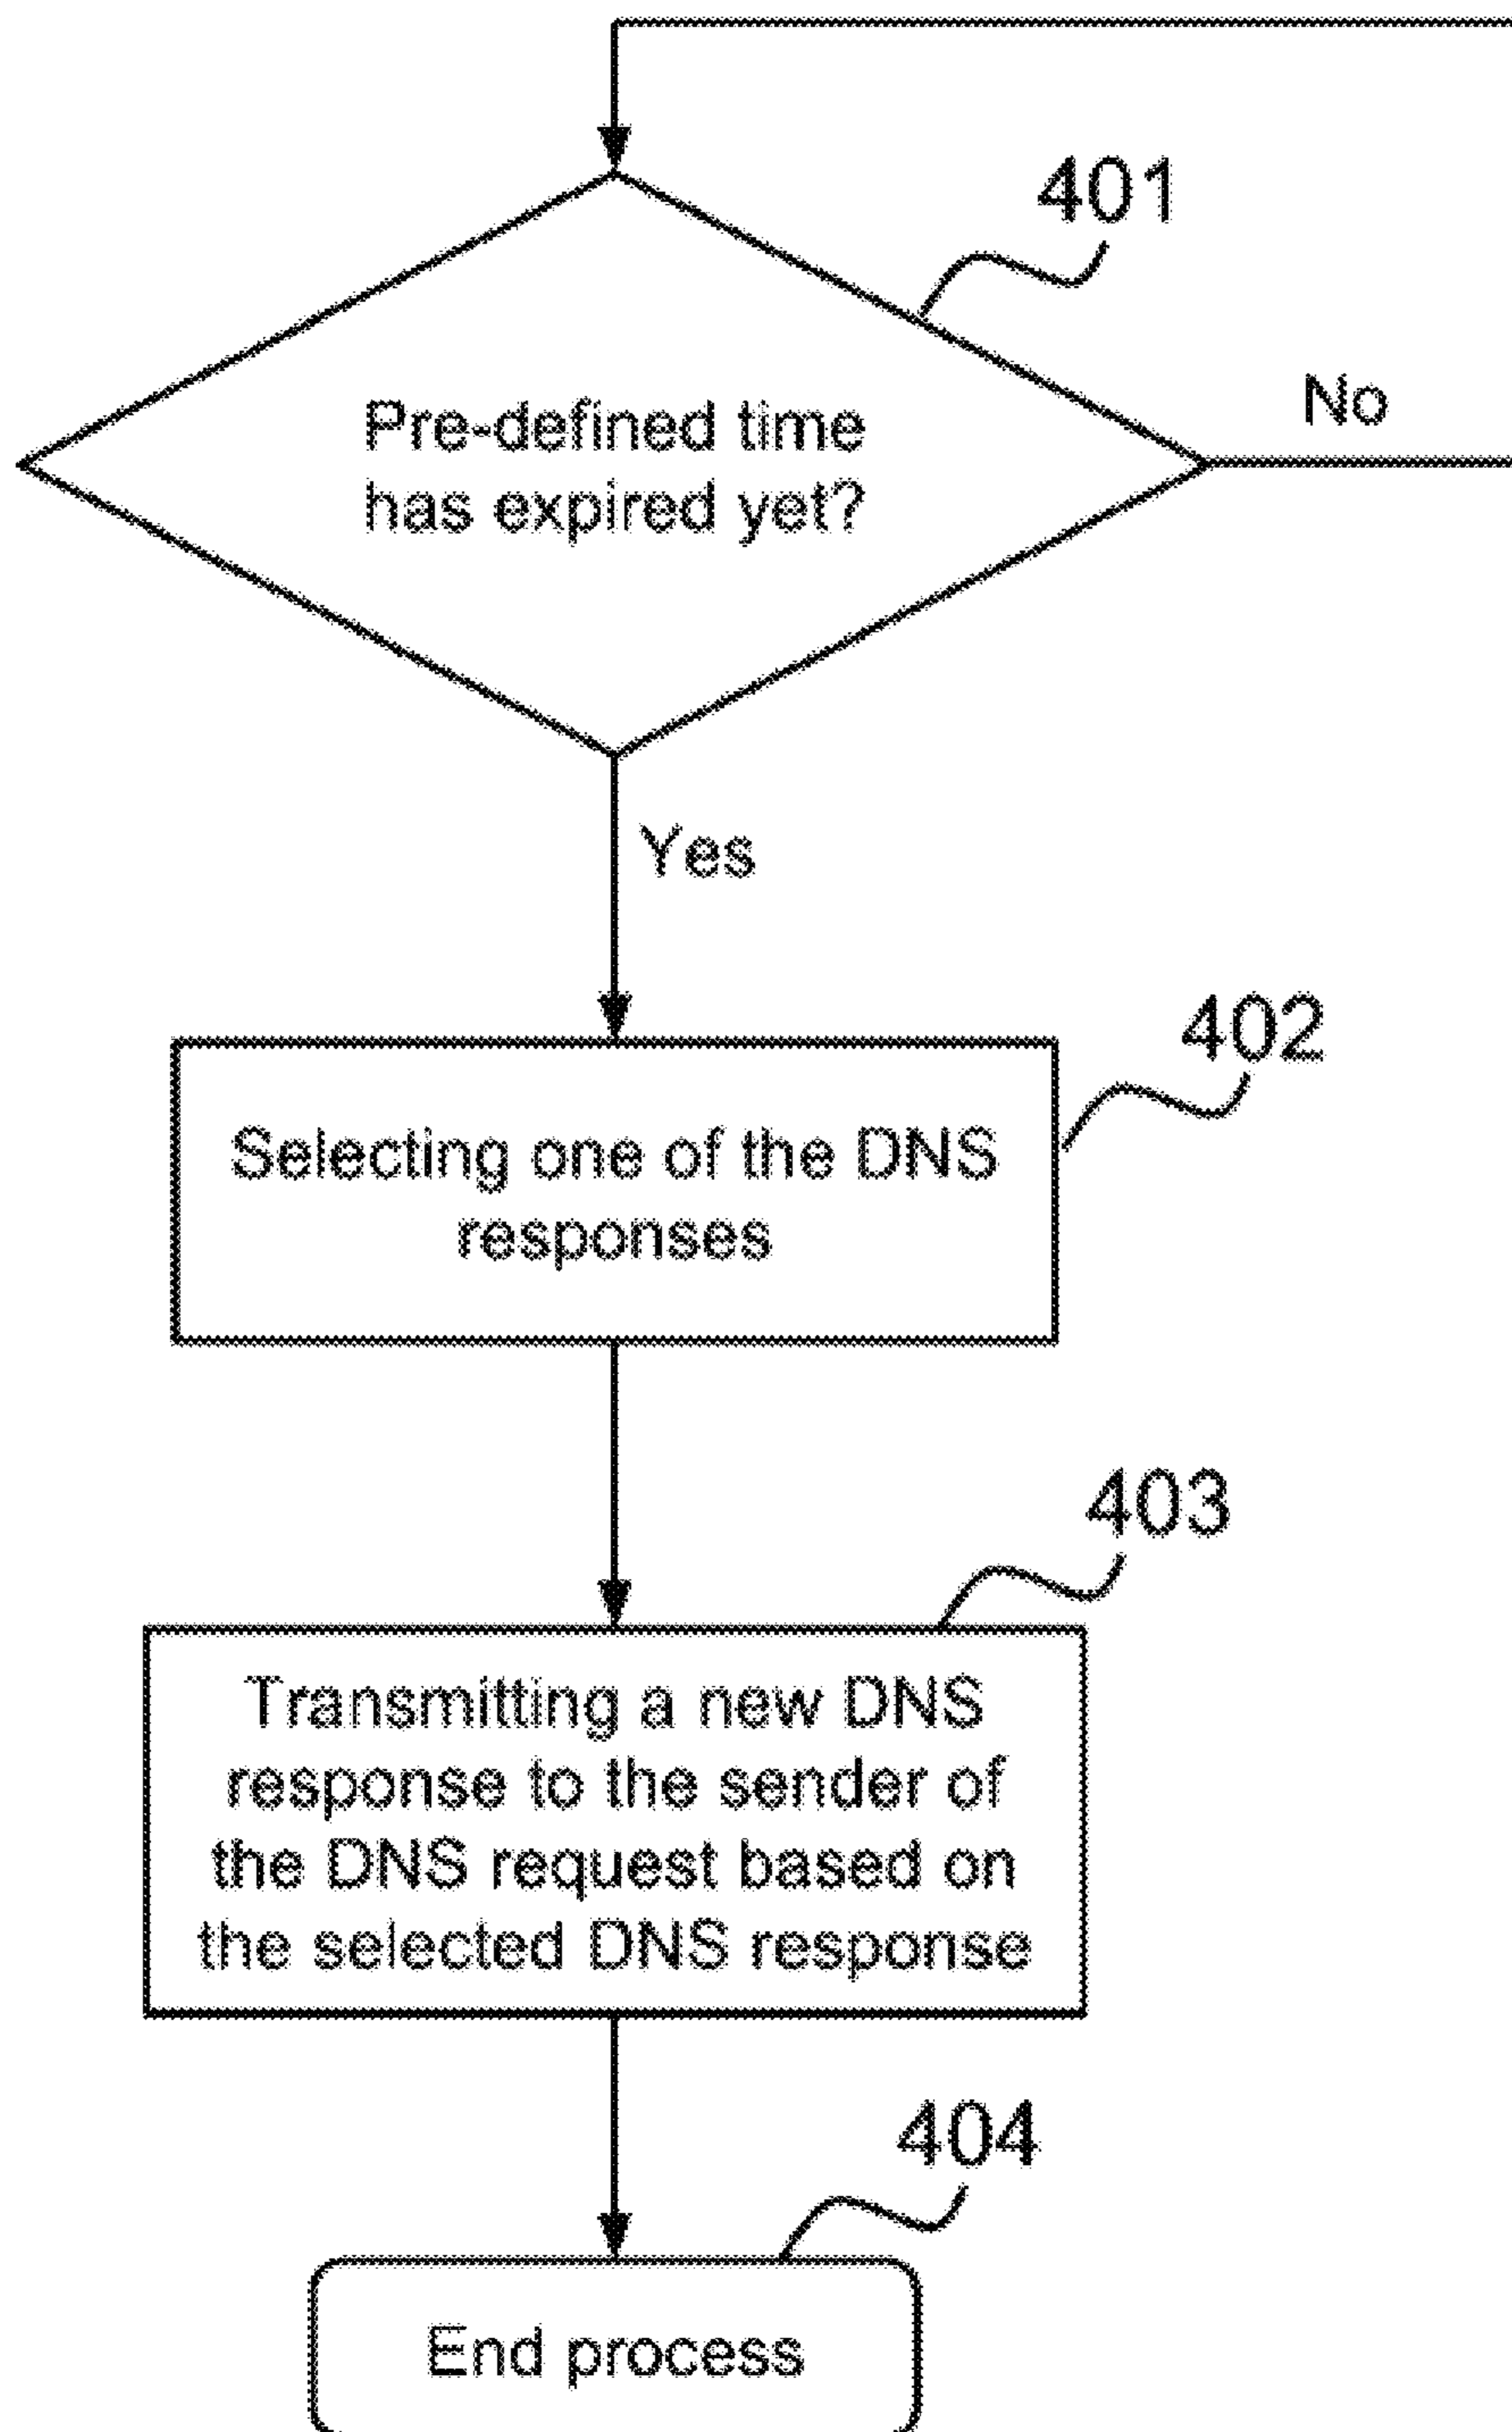 401
No
Pre-defined time
has expired yet?
Yes
402
Selecting one of the DNS
responses
403
Transmitting a new DNS
response to the sender of
the DNS request based on
the selected DNS response
404
End process